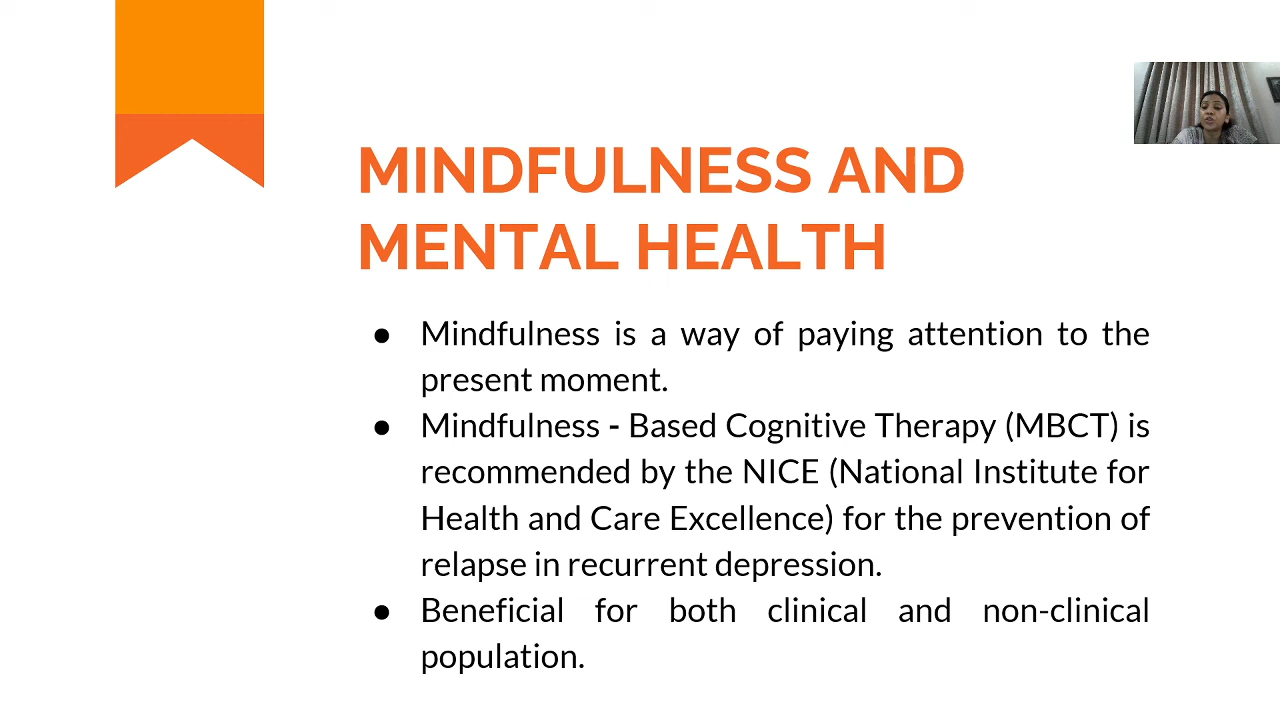 MINDFULNESS AND
MENTAL HEALTH
● Mindfulness is a way of paying attention to the
present moment.
● Mindfulness - Based Cognitive Therapy (MBCT) is
recommended by the NICE (National Institute for
Health and Care Excellence) for the prevention of
relapse in recurrent depression.
● Beneficial for both clinical and non-clinical
population.